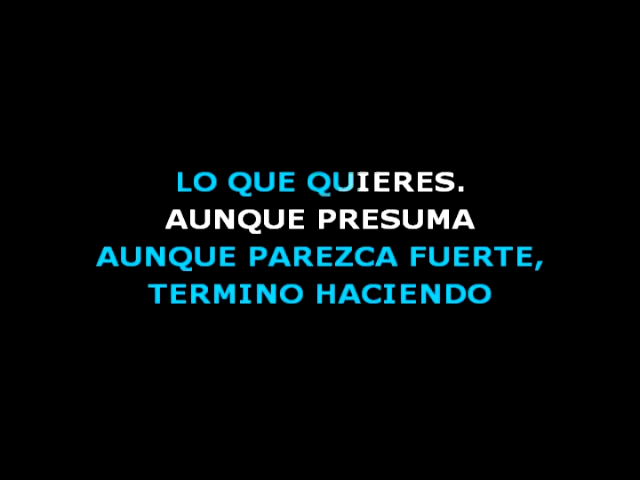 LO QUE QUIERES.
AUNQUE PRESUMA
AUNQUE PAREZCA FUERTE,
TERMINO HACIENDO